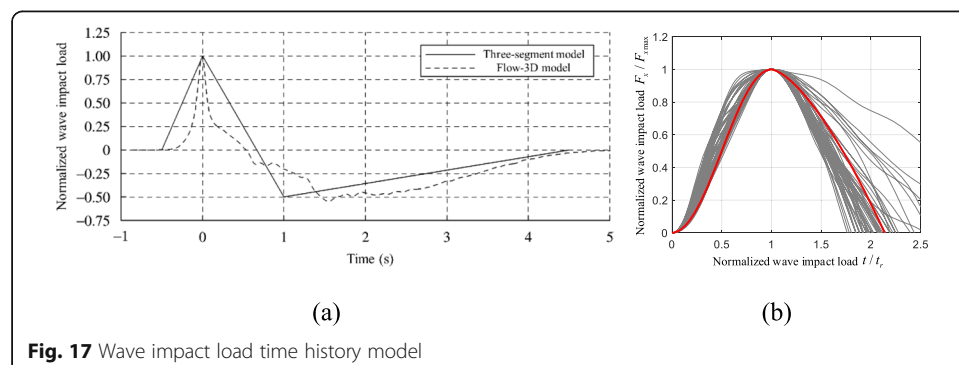 1.25
1.00
0.75
0.50
0.25
0
−0.25
−0.50
−0.75
Normalized wave impact load
Three-segment model
Flow-3D model
−1 0 1 2 3 4 5
Time (s)
(a)
1.2
1
0.8
0.6
0.4
0.2
0
Normalized wave impact load F_x / F_xmax
0 0.5 1 1.5 2 2.5
Normalized wave impact load t / t_r
(b)
Fig. 17 Wave impact load time history model